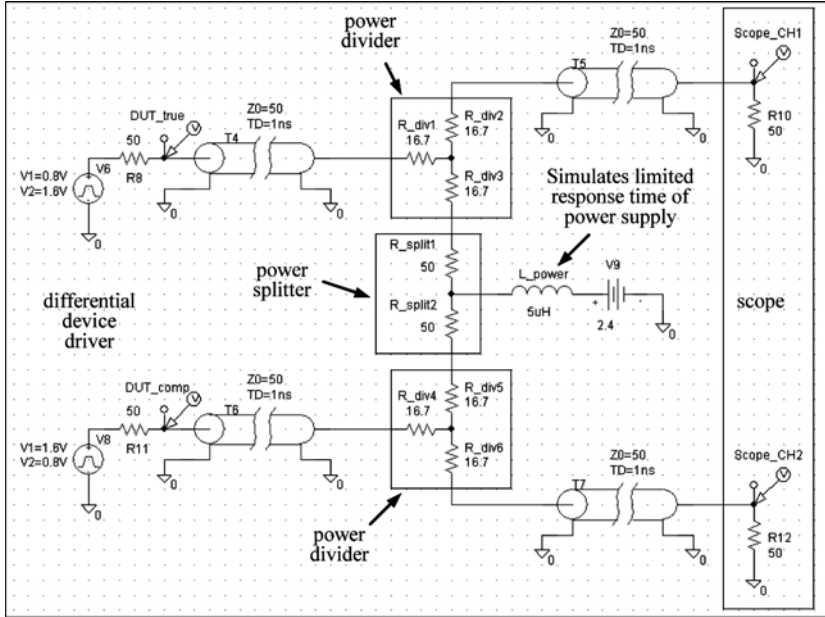 power
divider
Z0=50
TD=1ns
T5
Scope_CH1
V
R10
50
0
0
0
DUT_true
V
Z0=50
TD=1ns
T4
50
R8
V6
V1=0.8V
V2=1.6V
0
0
0
R_div1
16.7
R_div2
16.7
R_div3
16.7
Simulates limited
response time of
power supply
power
splitter
R_split1
50
R_split2
50
L_power
5uH
V9
+
-
2.4
0
scope
differential
device
driver
DUT_comp
V
Z0=50
TD=1ns
T6
50
R11
V8
V1=1.6V
V2=0.8V
0
0
0
R_div4
16.7
R_div5
16.7
R_div6
16.7
power
divider
Z0=50
TD=1ns
T7
Scope_CH2
V
R12
50
0
0
0